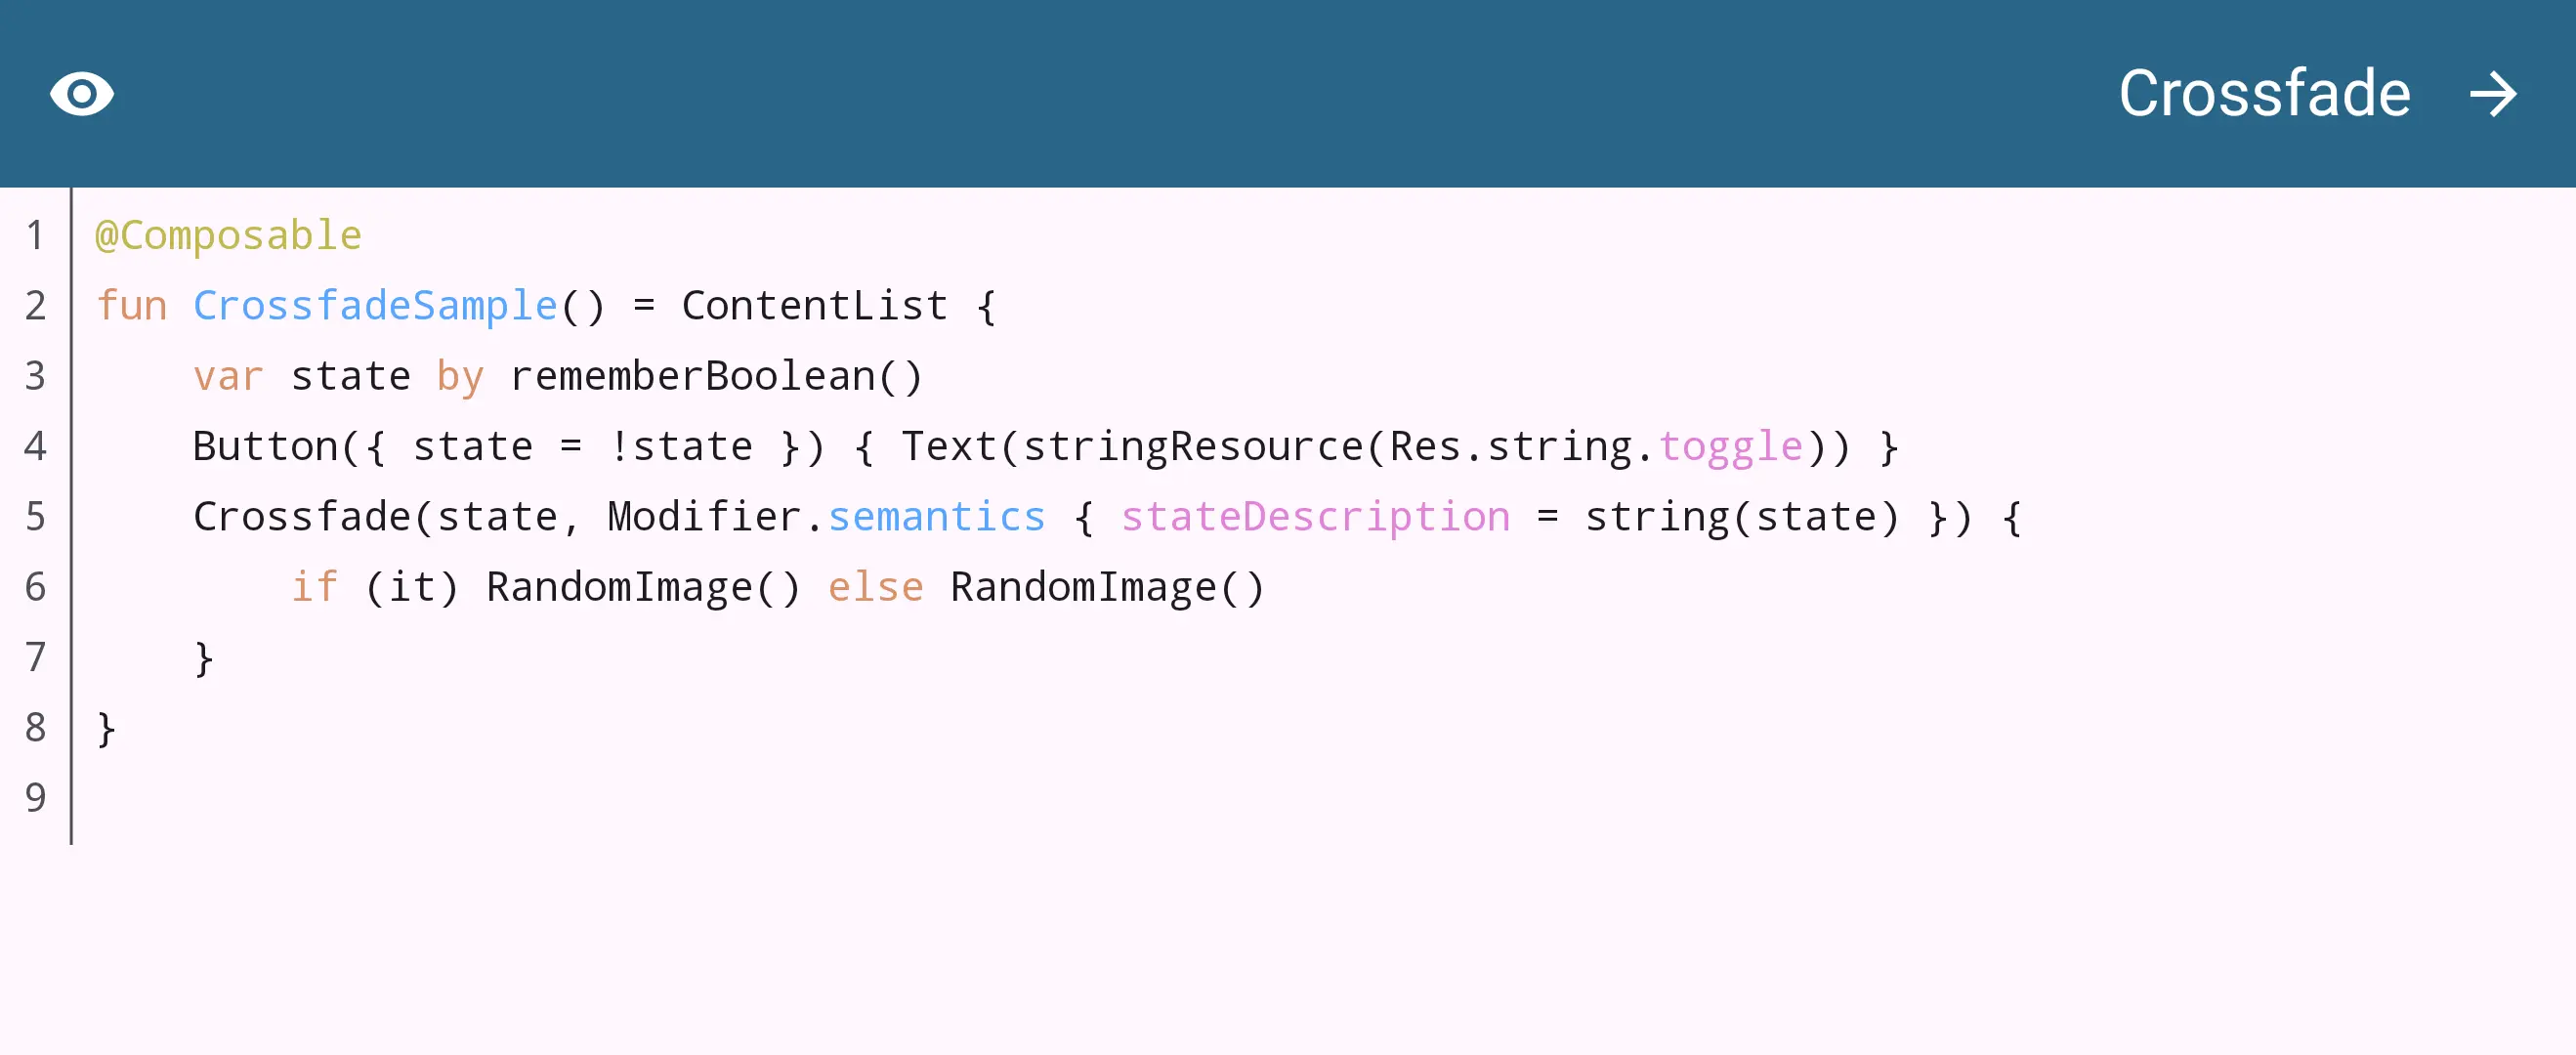 Crossfade
1 @Composable
2 fun CrossfadeSample() = ContentList {
3     var state by rememberBoolean()
4     Button({ state = !state }) { Text(stringResource(Res.string.toggle)) }
5     Crossfade(state, Modifier.semantics { stateDescription = string(state) }) {
6         if (it) RandomImage() else RandomImage()
7     }
8 }
9